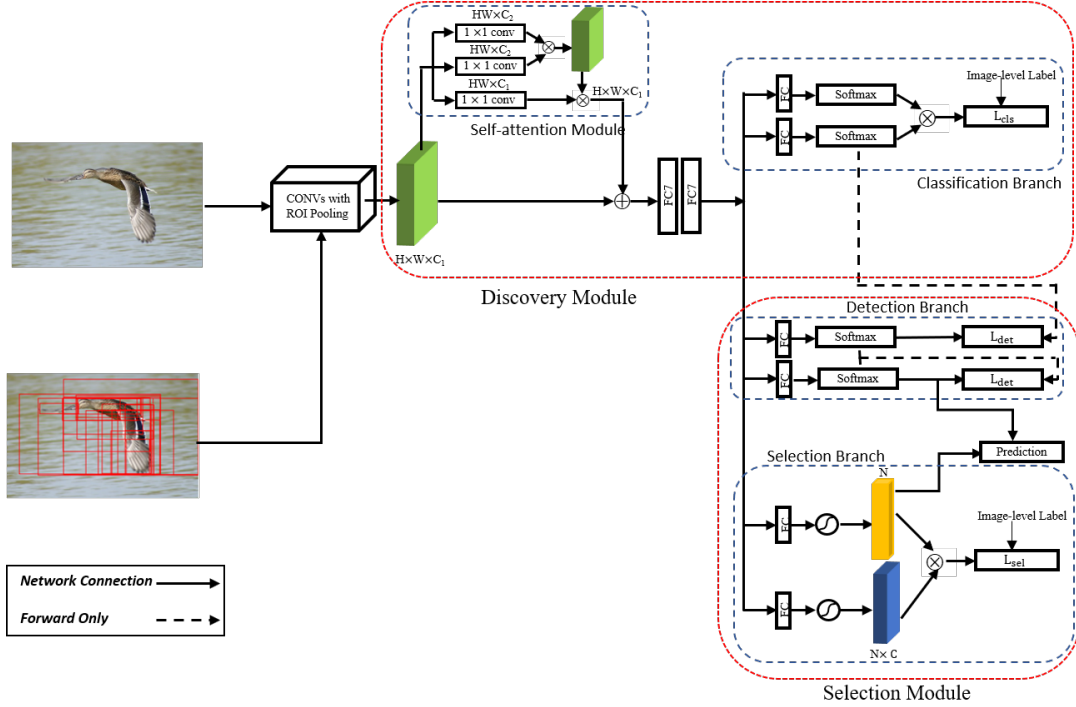 HW×C2
1 ×1 conv
HW×C2
1 ×1 conv
HW×C1
1 ×1 conv
H×W×C1
Self-attention Module
CONVs with
ROI Pooling
H×W×C1
FC7
FC7
Discovery Module
FC
Softmax
FC
Softmax
Image-level Label
Lcls
Classification Branch
Detection Branch
FC
Softmax
Ldet
FC
Softmax
Ldet
Prediction
Selection Branch
N
FC
Image-level Label
Lsel
FC
N× C
Selection Module
Network Connection
Forward Only